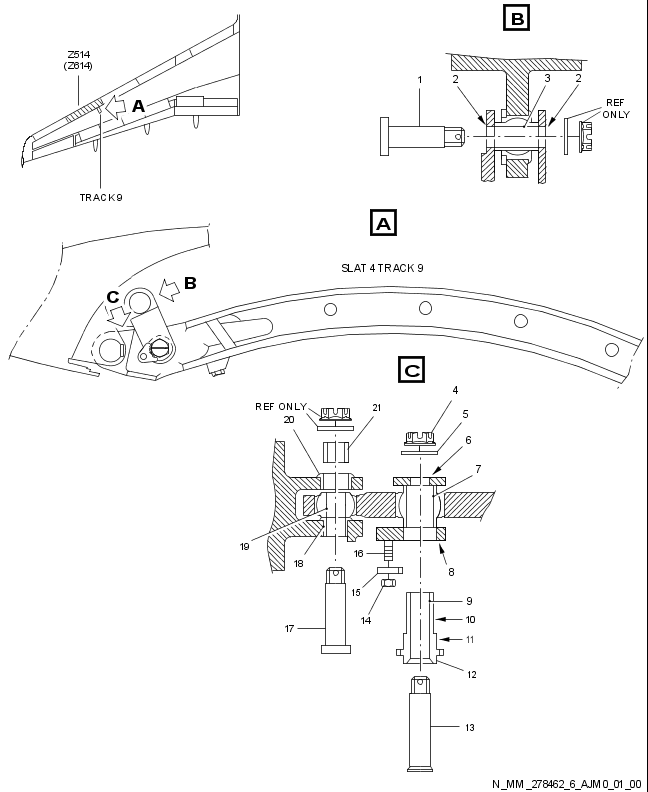 B
Z514
(Z614)
A
TRACK 9
1
2
3
2
REF
ONLY
A
SLAT 4 TRACK 9
B
C
C
REF ONLY
21
20
4
5
6
7
19
18
16
8
15
14
9
10
11
17
12
13
N_MM_278462_6_AJM0_01_00